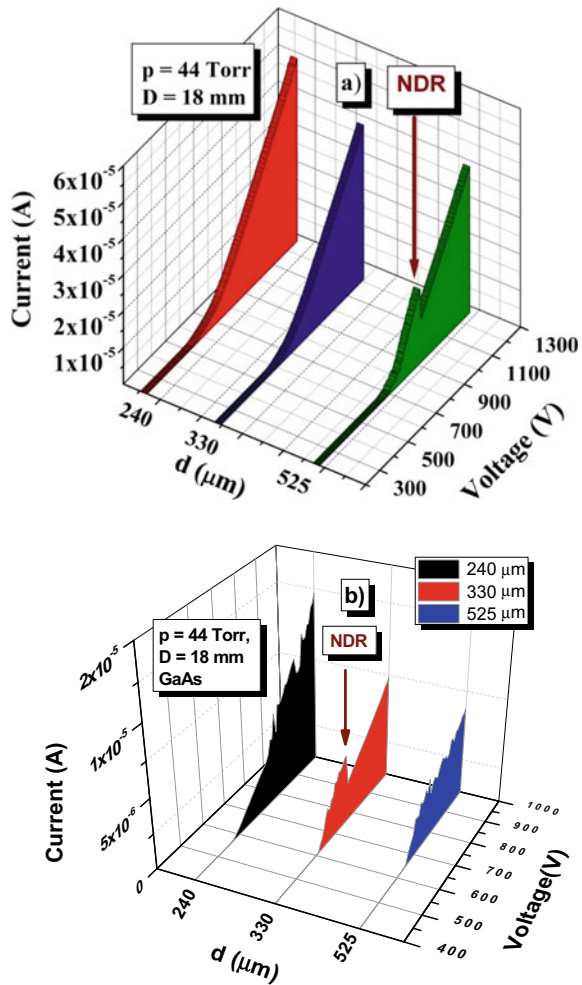 p = 44 Torr
D = 18 mm
a)
NDR
Current (A)
6x10⁻⁵
5x10⁻⁵
4x10⁻⁵
3x10⁻⁵
2x10⁻⁵
1x10⁻⁵
240
330
525
d (μm)
300
500
700
900
1100
1300
Voltage (V)
240 μm
330 μm
525 μm
b)
NDR
p = 44 Torr,
D = 18 mm
GaAs
Current (A)
2x10⁻⁵
1x10⁻⁵
5x10⁻⁶
0
240
330
525
d (μm)
400
500
600
700
800
900
1000
Voltage(V)